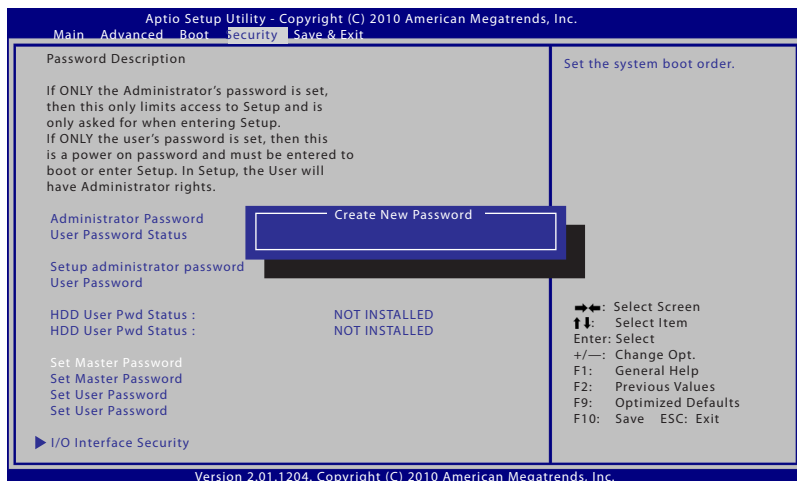 Aptio Setup Utility - Copyright (C) 2010 American Megatrends, Inc.
Main Advanced Boot Security Save & Exit
Password Description
If ONLY the Administrator's password is set,
then this only limits access to Setup and is
only asked for when entering Setup.
If ONLY the user's password is set, then this
is a power on password and must be entered to
boot or enter Setup. In Setup, the User will
have Administrator rights.
Administrator Password
User Password Status
Create New Password
Setup administrator password
User Password
HDD User Pwd Status : NOT INSTALLED
HDD User Pwd Status : NOT INSTALLED
Set Master Password
Set Master Password
Set User Password
Set User Password
I/O Interface Security
Set the system boot order.
→←: Select Screen
↑↓: Select Item
Enter: Select
+/—: Change Opt.
F1: General Help
F2: Previous Values
F9: Optimized Defaults
F10: Save ESC: Exit
Version 2.01.1204. Copyright (C) 2010 American Megatrends, Inc.